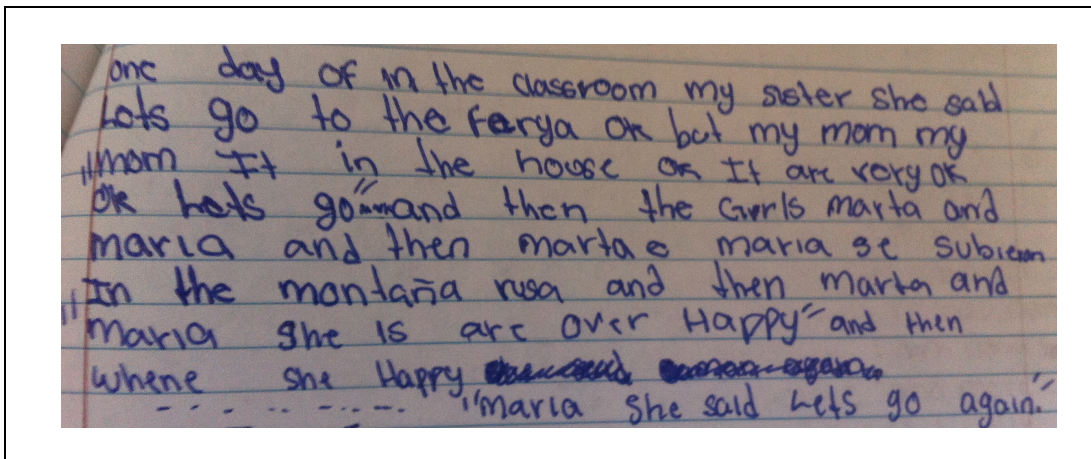 one day of in the classroom my sister she said
Lets go to the ferya ok but my mom my
"mom It in the house ok It are very ok
ok Lets go" and then the Gerls marta and
maria and then marta e maria se subieron
"In the montaña rusa and then marta and
maria she is are over Happy" and then
whene she Happy
"maria she said Lets go again."